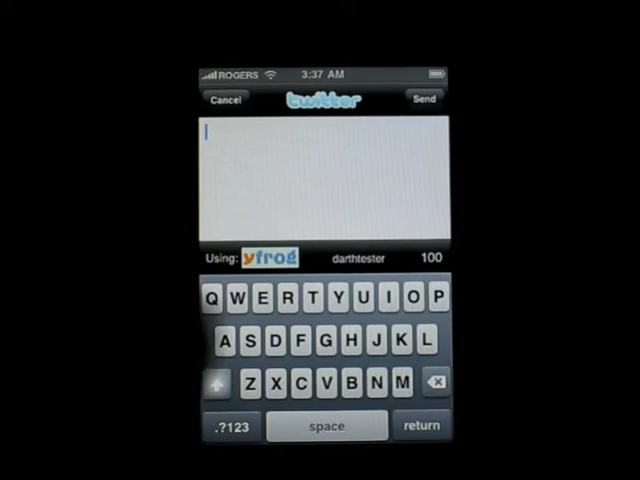 ROGERS 3:37 AM
Cancel twitter Send
Using: yfrog darthtester 100
Q W E R T Y U I O P
A S D F G H J K L
Z X C V B N M
.?123 space return